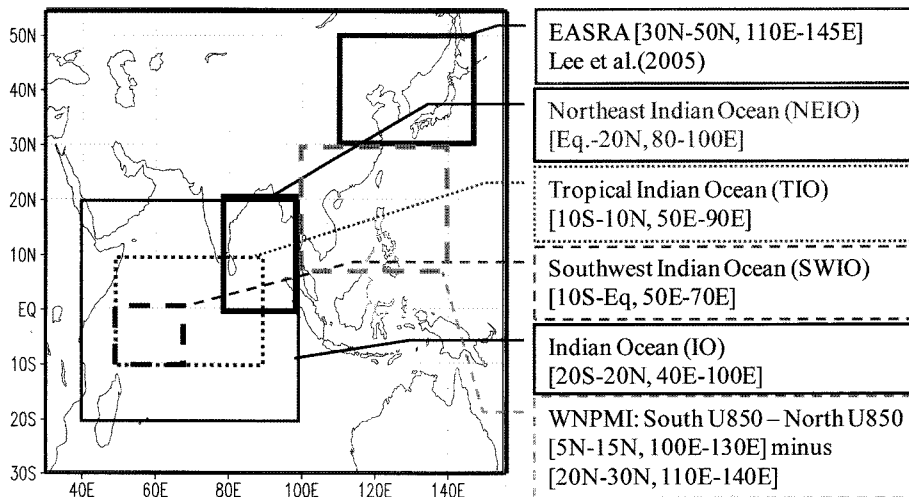 50N
40N
30N
20N
10N
EQ
10S
20S
30S
40E
60E
80E
100E
120E
140E
EASRA [30N-50N, 110E-145E]
Lee et al.(2005)
Northeast Indian Ocean (NEIO)
[Eq.-20N, 80-100E]
Tropical Indian Ocean (TIO)
[10S-10N, 50E-90E]
Southwest Indian Ocean (SWIO)
[10S-Eq, 50E-70E]
Indian Ocean (IO)
[20S-20N, 40E-100E]
WNPMI: South U850 – North U850
[5N-15N, 100E-130E] minus
[20N-30N, 110E-140E]